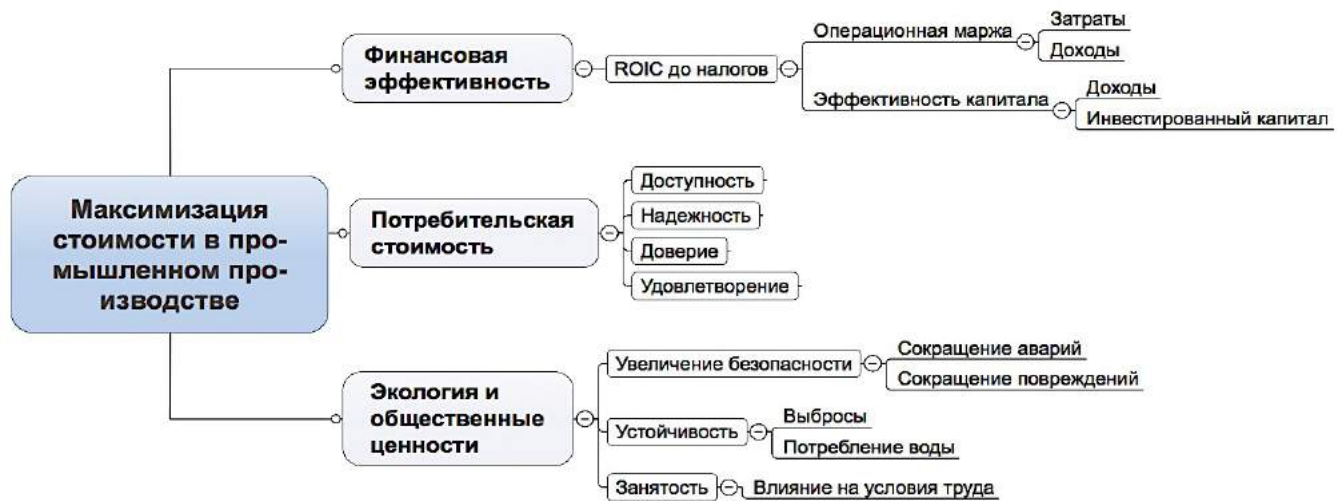 Максимизация
стоимости в про-
мышленном про-
изводстве
Финансовая
эффективность
ROIC до налогов
Операционная маржа
Затраты
Доходы
Эффективность капитала
Доходы
Инвестированный капитал
Потребительская
стоимость
Доступность
Надежность
Доверие
Удовлетворение
Экология и
общественные
ценности
Увеличение безопасности
Сокращение аварий
Сокращение повреждений
Устойчивость
Выбросы
Потребление воды
Занятость
Влияние на условия труда